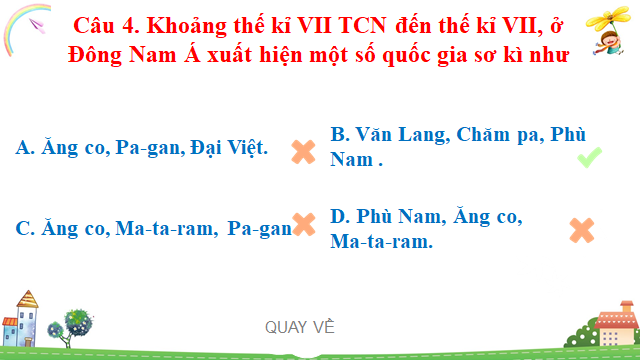 Câu 4. Khoảng thế kỉ VII TCN đến thế kỉ VII, ở
Đông Nam Á xuất hiện một số quốc gia sơ kì như
A. Ăng co, Pa-gan, Đại Việt.
B. Văn Lang, Chăm pa, Phù
Nam .
C. Ăng co, Ma-ta-ram, Pa-gan
D. Phù Nam, Ăng co,
Ma-ta-ram.
QUAY VỀ